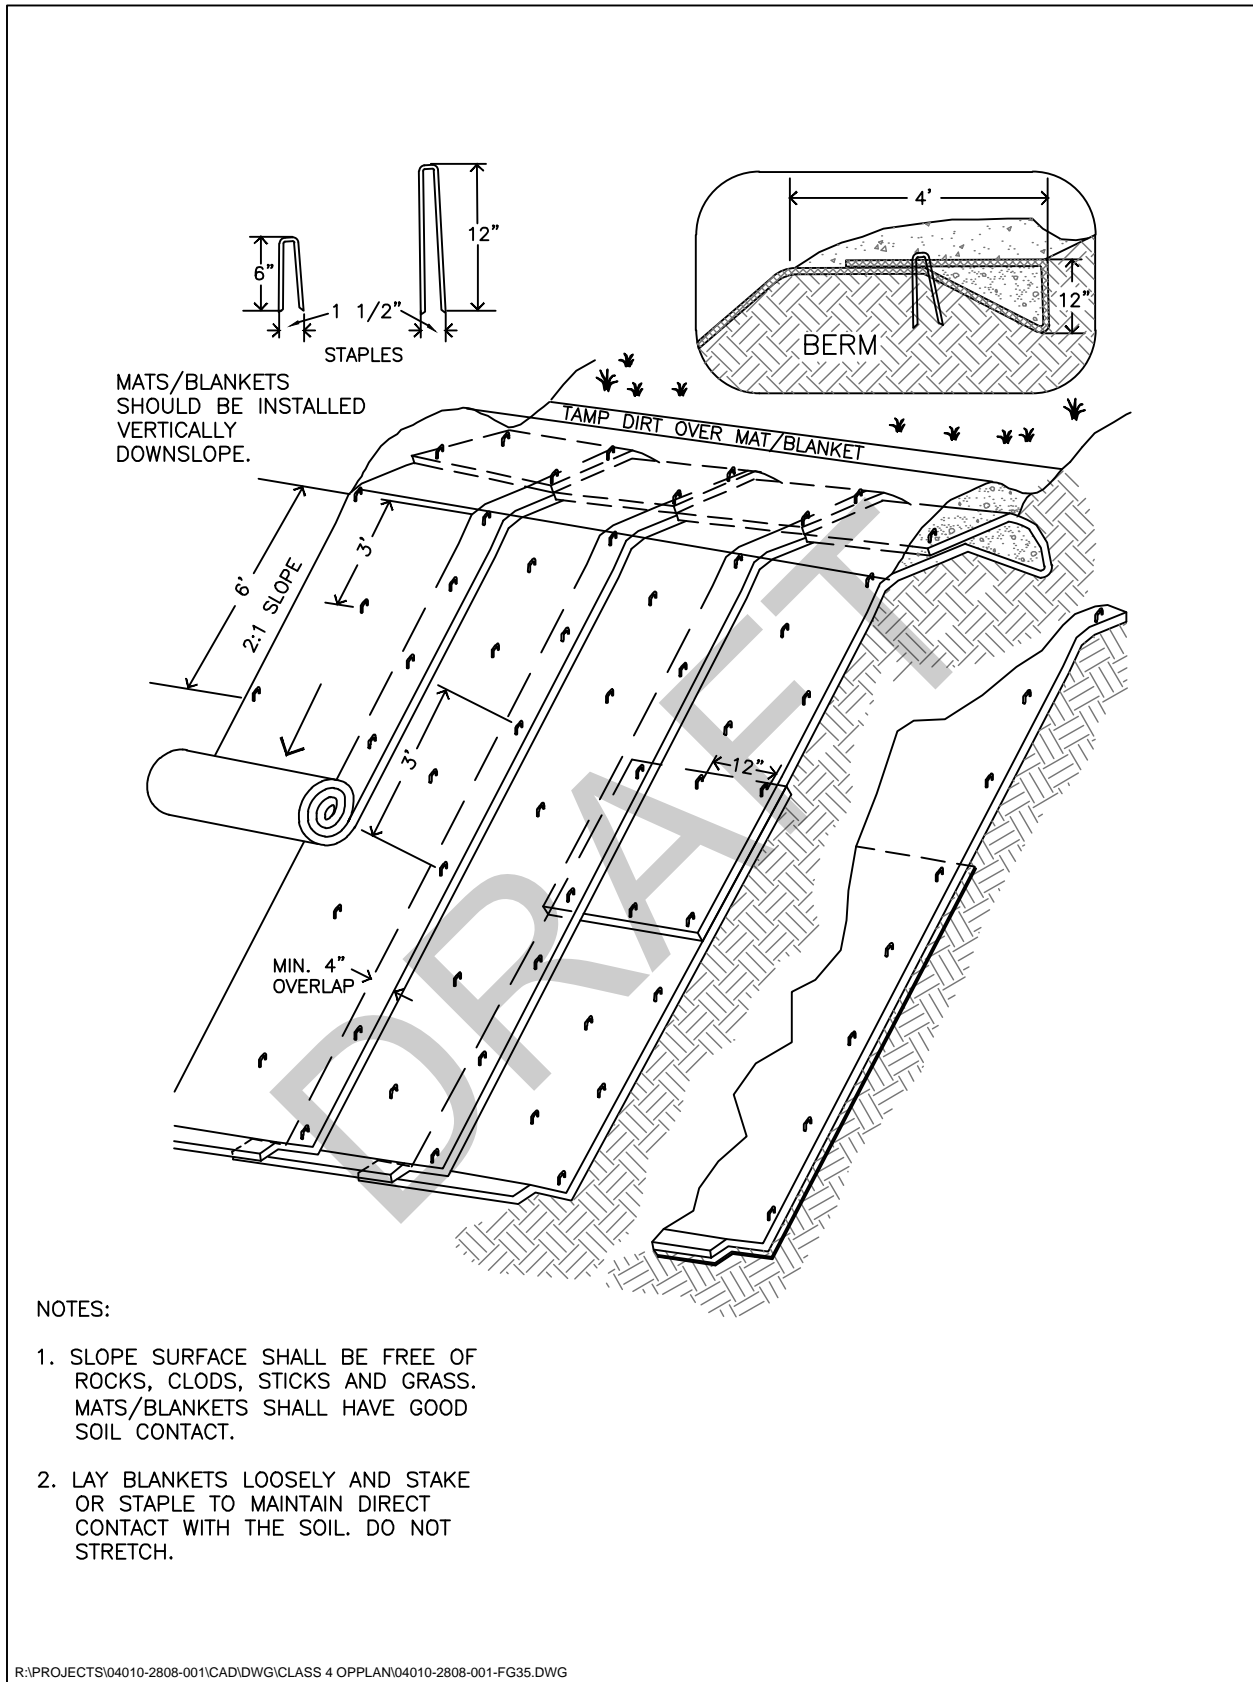 6”
1 1/2”
12”
STAPLES
4'
12”
BERM
MATS/BLANKETS
SHOULD BE INSTALLED
VERTICALLY
DOWNSLOPE.
TAMP DIRT OVER MAT/BLANKET
6'
2:1 SLOPE
3'
3'
12”
MIN. 4”
OVERLAP
DRAFT
NOTES:
1. SLOPE SURFACE SHALL BE FREE OF
ROCKS, CLODS, STICKS AND GRASS.
MATS/BLANKETS SHALL HAVE GOOD
SOIL CONTACT.
2. LAY BLANKETS LOOSELY AND STAKE
OR STAPLE TO MAINTAIN DIRECT
CONTACT WITH THE SOIL. DO NOT
STRETCH.
R:\PROJECTS\04010-2808-001\CAD\DWG\CLASS 4 OPPLAN\04010-2808-001-FG35.DWG